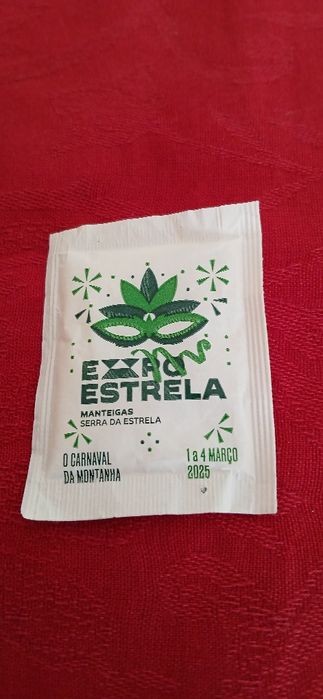 EXPO
ESTRELA
MANTEIGAS
SERRA DA ESTRELA
O CARNAVAL
DA MONTANHA
1 a 4 MARÇO
2025